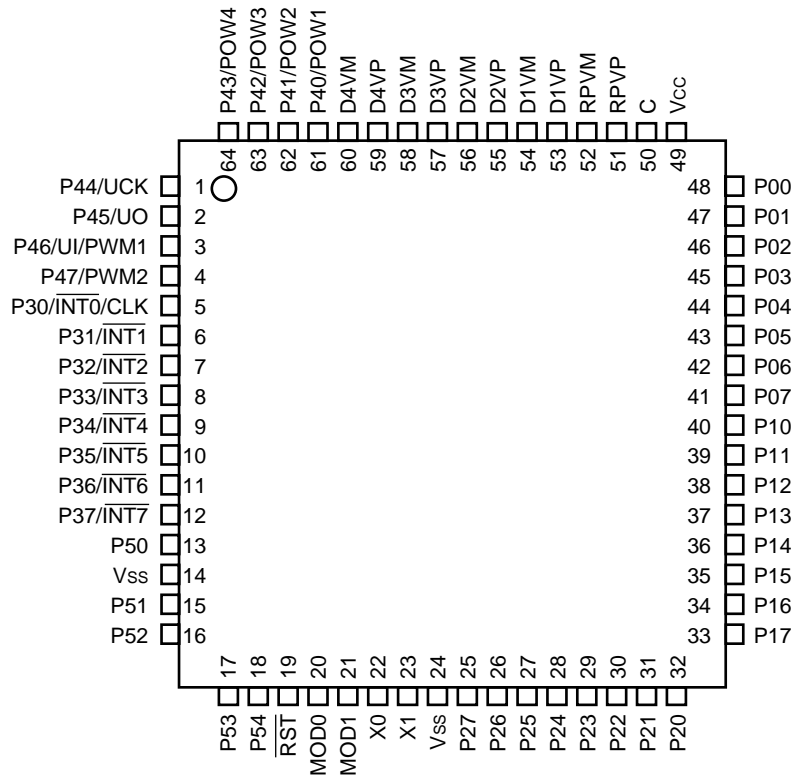 P43/POW4
P42/POW3
P41/POW2
P40/POW1
D4VM
D4VP
D3VM
D3VP
D2VM
D2VP
D1VM
D1VP
RPVM
RPVP
C
Vcc
64
63
62
61
60
59
58
57
56
55
54
53
52
51
50
49
P44/UCK 1
P45/UO 2
P46/UI/PWM1 3
P47/PWM2 4
P30/INT0/CLK 5
P31/INT1 6
P32/INT2 7
P33/INT3 8
P34/INT4 9
P35/INT5 10
P36/INT6 11
P37/INT7 12
P50 13
Vss 14
P51 15
P52 16
48 P00
47 P01
46 P02
45 P03
44 P04
43 P05
42 P06
41 P07
40 P10
39 P11
38 P12
37 P13
36 P14
35 P15
34 P16
33 P17
17
18
19
20
21
22
23
24
25
26
27
28
29
30
31
32
P53
P54
RST
MOD0
MOD1
X0
X1
Vss
P27
P26
P25
P24
P23
P22
P21
P20